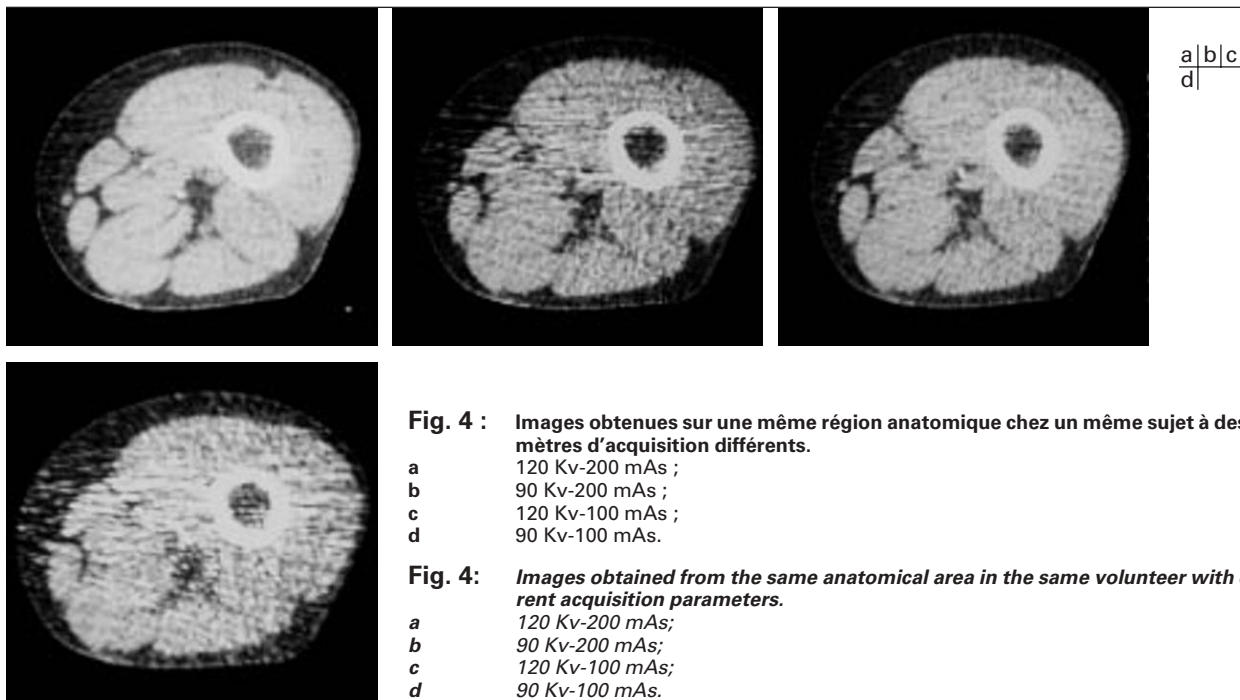 a|b|c
d|
Fig. 4 : Images obtenues sur une même région anatomique chez un même sujet à des
mètres d'acquisition différents.
a 120 Kv-200 mAs ;
b 90 Kv-200 mAs ;
c 120 Kv-100 mAs ;
d 90 Kv-100 mAs.
Fig. 4: Images obtained from the same anatomical area in the same volunteer with
rent acquisition parameters.
a 120 Kv-200 mAs;
b 90 Kv-200 mAs;
c 120 Kv-100 mAs;
d 90 Kv-100 mAs.